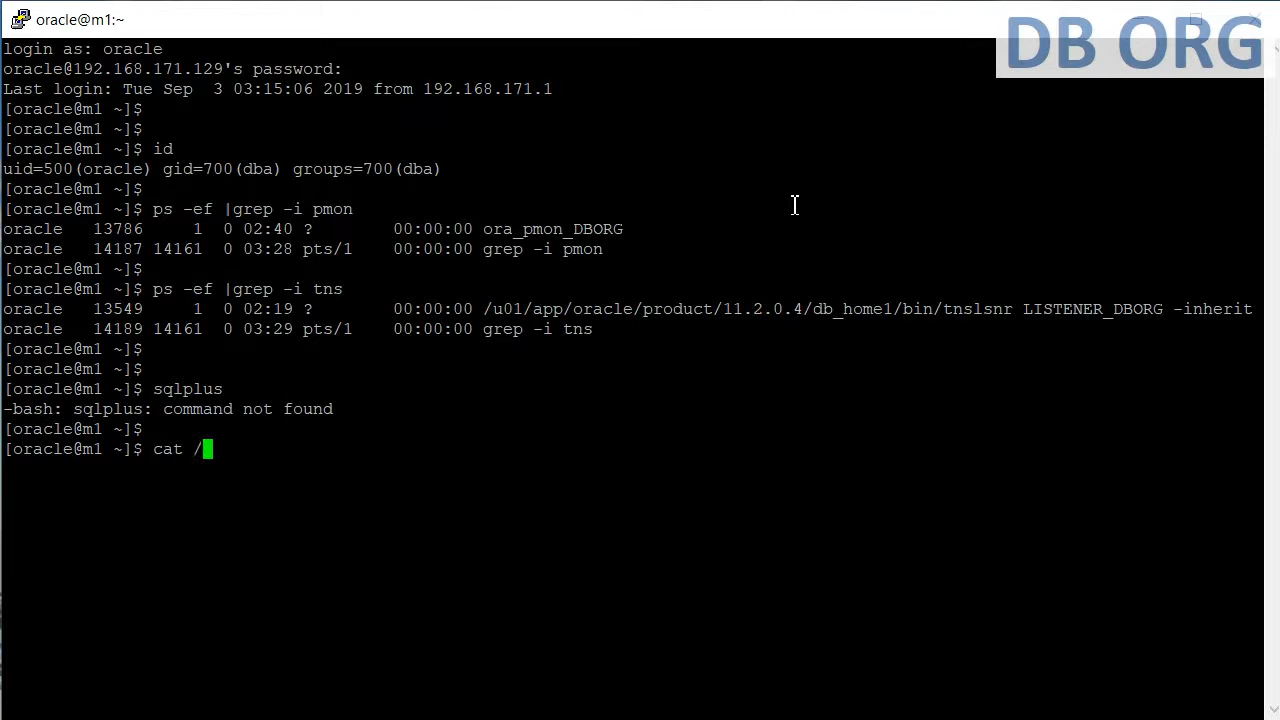 oracle@m1:~
DB ORG
login as: oracle
oracle@192.168.171.129's password:
Last login: Tue Sep  3 03:15:06 2019 from 192.168.171.1
[oracle@m1 ~]$
[oracle@m1 ~]$
[oracle@m1 ~]$ id
uid=500(oracle) gid=700(dba) groups=700(dba)
[oracle@m1 ~]$
[oracle@m1 ~]$ ps -ef |grep -i pmon
oracle   13786     1  0 02:40 ?        00:00:00 ora_pmon_DBORG
oracle   14187 14161  0 03:28 pts/1    00:00:00 grep -i pmon
[oracle@m1 ~]$
[oracle@m1 ~]$ ps -ef |grep -i tns
oracle   13549     1  0 02:19 ?        00:00:00 /u01/app/oracle/product/11.2.0.4/db_home1/bin/tnslsnr LISTENER_DBORG -inherit
oracle   14189 14161  0 03:29 pts/1    00:00:00 grep -i tns
[oracle@m1 ~]$
[oracle@m1 ~]$
[oracle@m1 ~]$ sqlplus
-bash: sqlplus: command not found
[oracle@m1 ~]$
[oracle@m1 ~]$ cat /